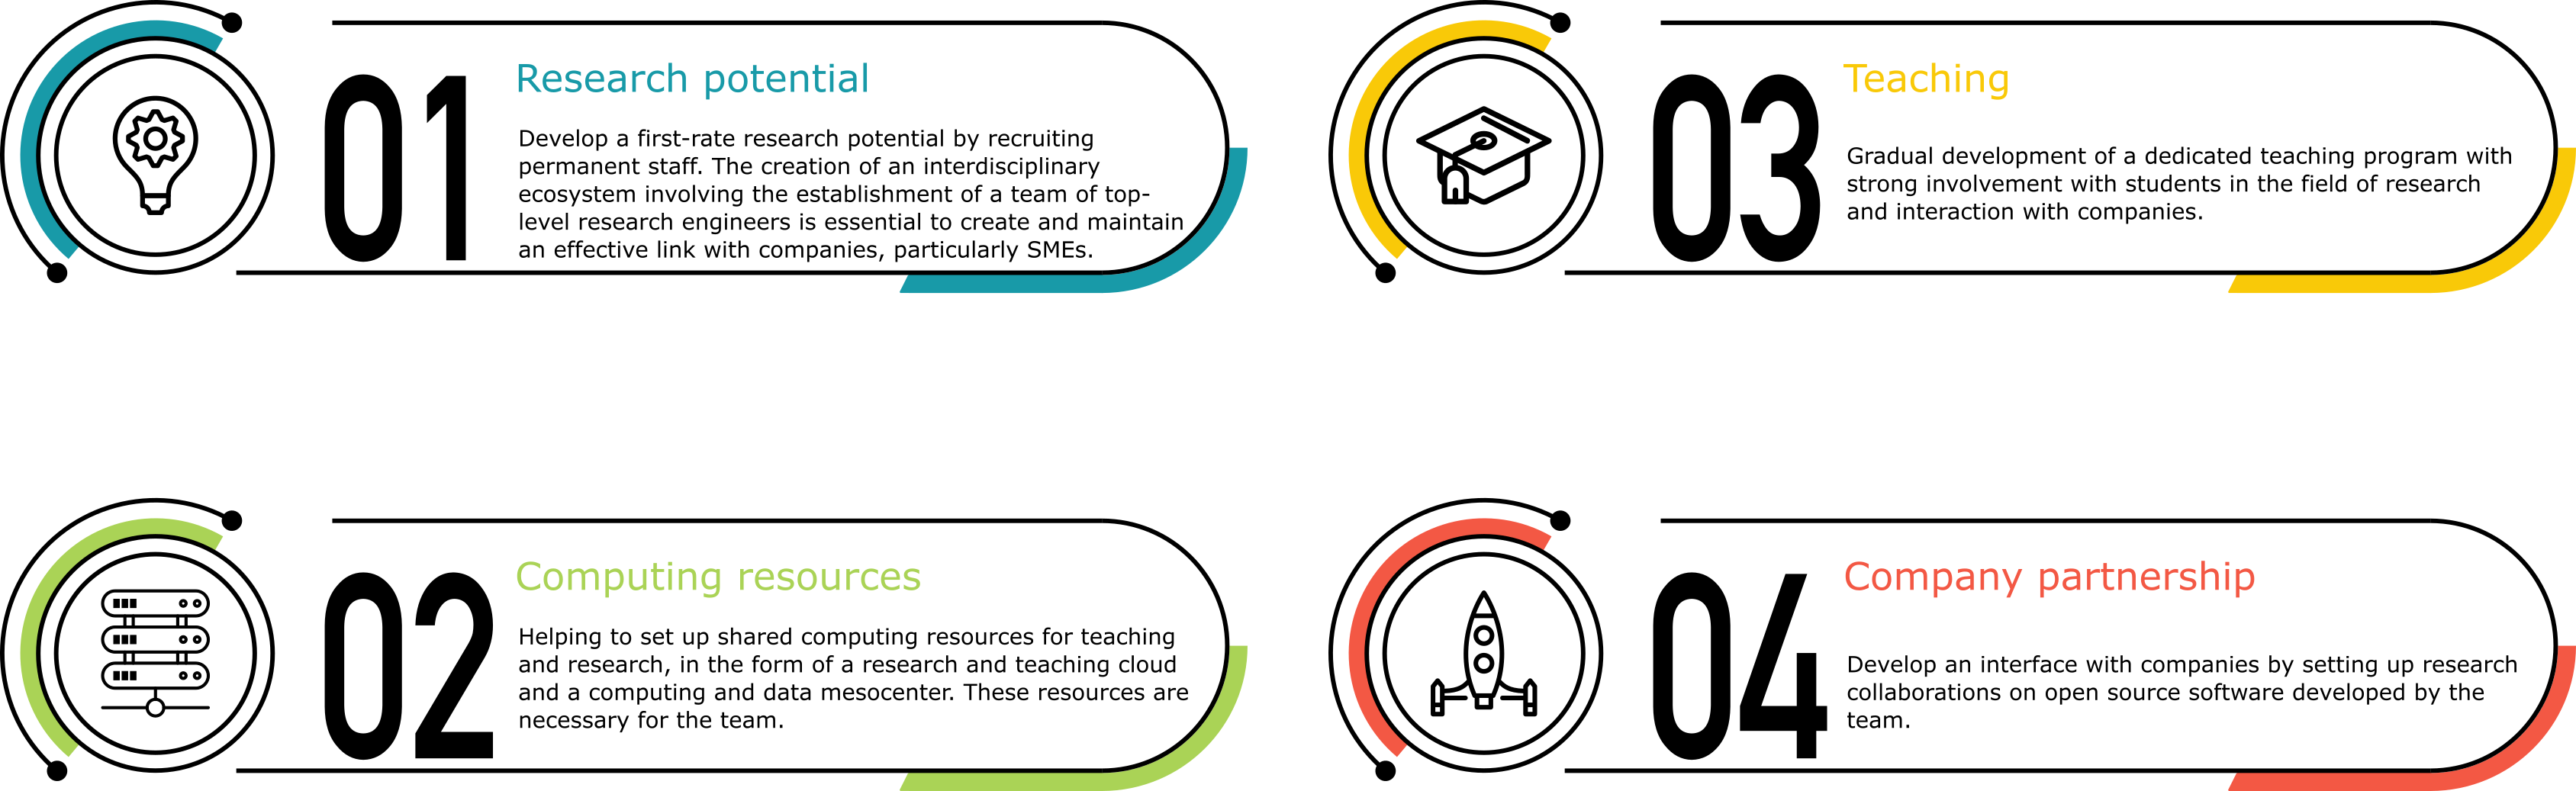 01
Research potential
Develop a first-rate research potential by recruiting
permanent staff. The creation of an interdisciplinary
ecosystem involving the establishment of a team of top-
level research engineers is essential to create and maintain
an effective link with companies, particularly SMEs.
02
Computing resources
Helping to set up shared computing resources for teaching
and research, in the form of a research and teaching cloud
and a computing and data mesocenter. These resources are
necessary for the team.
03
Teaching
Gradual development of a dedicated teaching program with
strong involvement with students in the field of research
and interaction with companies.
04
Company partnership
Develop an interface with companies by setting up research
collaborations on open source software developed by the
team.